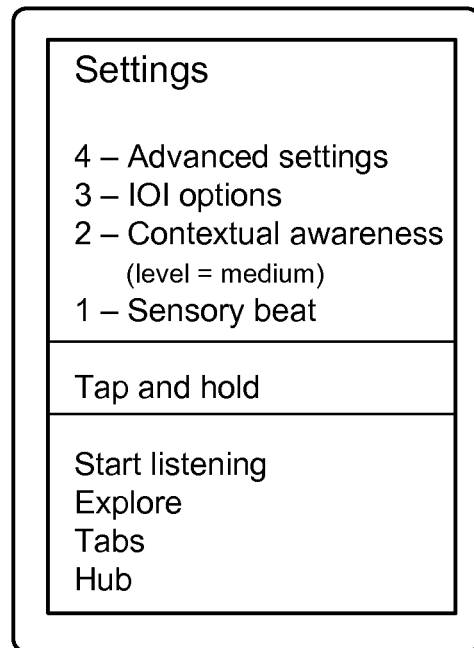 Settings
4 – Advanced settings
3 – IOI options
2 – Contextual awareness
(level = medium)
1 – Sensory beat
Tap and hold
Start listening
Explore
Tabs
Hub